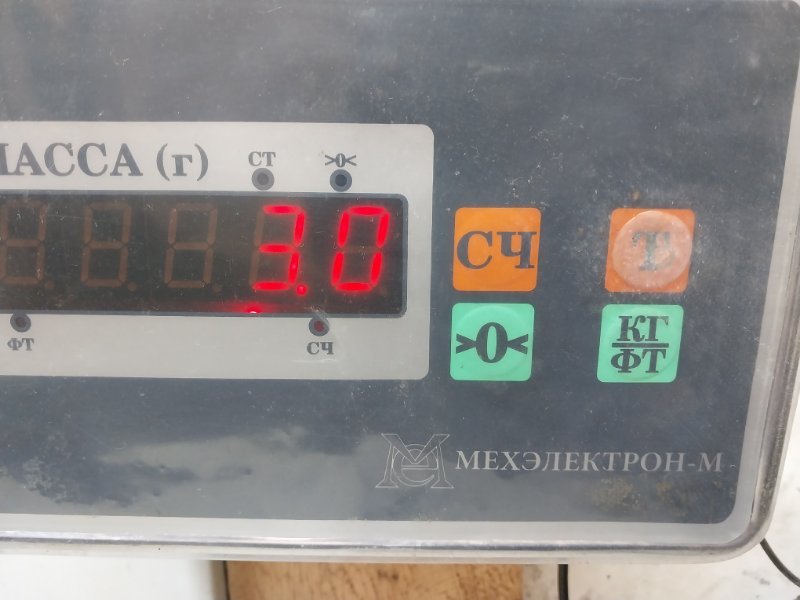 МАССА (г) СТ >0<
3.0
СЧ Т
ФТ СЧ
>0< КГ
ФТ
МЕХЭЛЕКТРОН-М